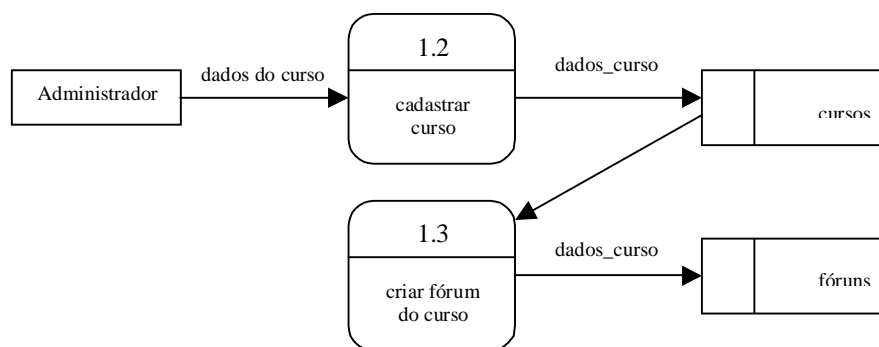 1.2
dados do curso
dados_curso
Administrador
cadastrar
curso
cursos
1.3
dados_curso
criar fórum
do curso
fóruns